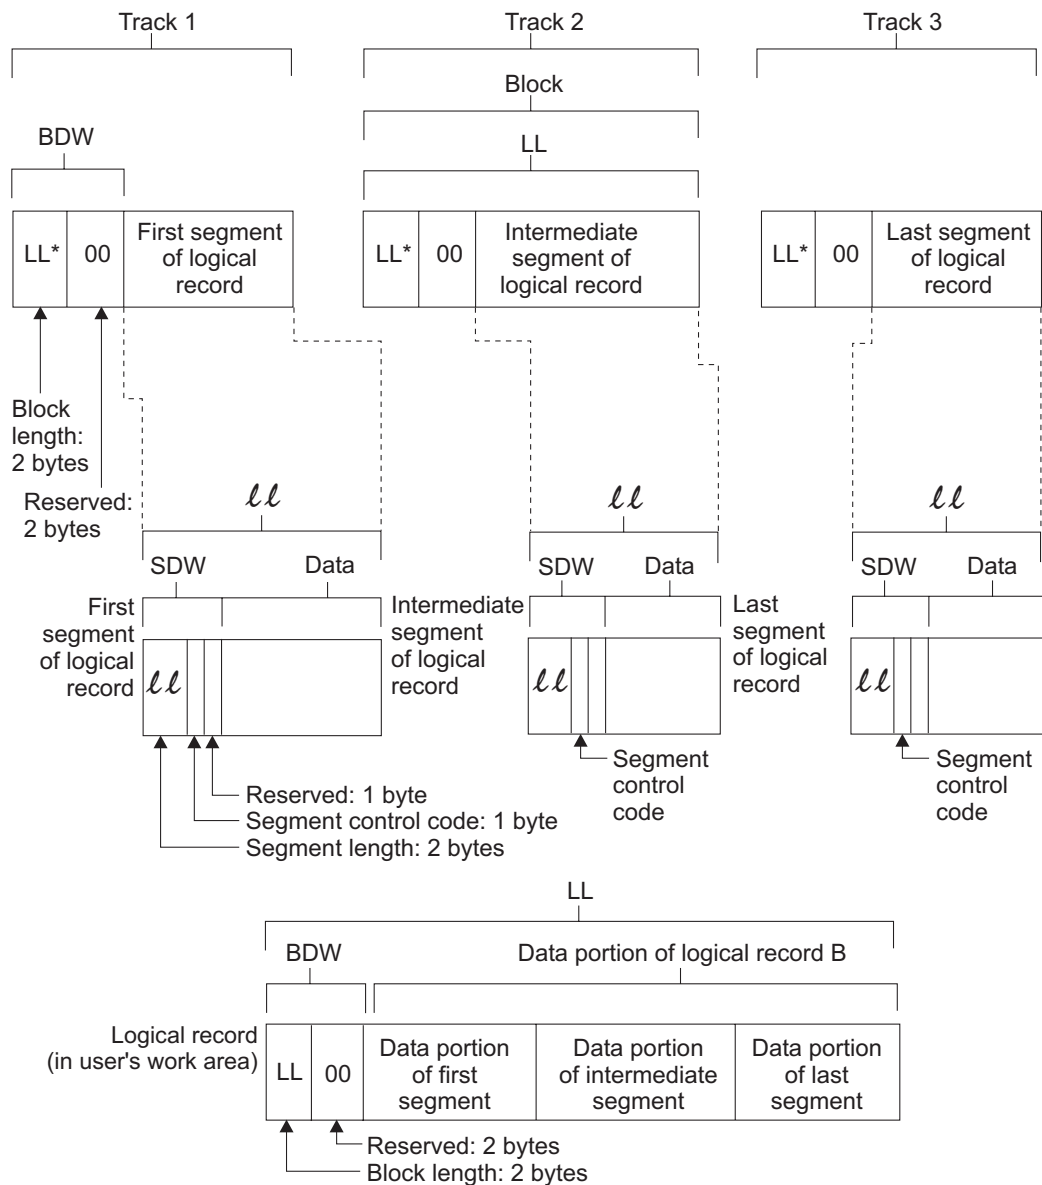 Track 1
Track 2
Track 3
Block
BDW
LL
LL* 00 First segment
of logical
record
LL* 00 Intermediate
segment of
logical record
LL* 00 Last segment
of logical
record
Block
length:
2 bytes
Reserved:
2 bytes
ℓℓ
ℓℓ
ℓℓ
SDW Data
SDW Data
SDW Data
First
segment
of logical
record
ℓℓ
Intermediate
segment
of logical
record
ℓℓ
Last
segment
of logical
record
ℓℓ
Reserved: 1 byte
Segment control code: 1 byte
Segment length: 2 bytes
Segment
control
code
Segment
control
code
LL
BDW
Data portion of logical record B
Logical record
(in user's work area)
LL 00
Data portion
of first
segment
Data portion
of intermediate
segment
Data portion
of last
segment
Reserved: 2 bytes
Block length: 2 bytes